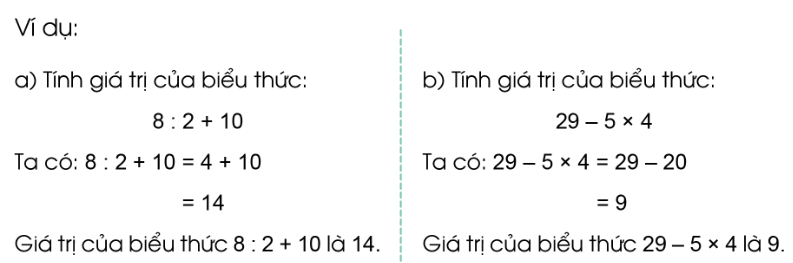 Ví dụ:
a) Tính giá trị của biểu thức:
8 : 2 + 10
Ta có: 8 : 2 + 10 = 4 + 10
= 14
Giá trị của biểu thức 8 : 2 + 10 là 14.
b) Tính giá trị của biểu thức:
29 – 5 × 4
Ta có: 29 – 5 × 4 = 29 – 20
= 9
Giá trị của biểu thức 29 – 5 × 4 là 9.